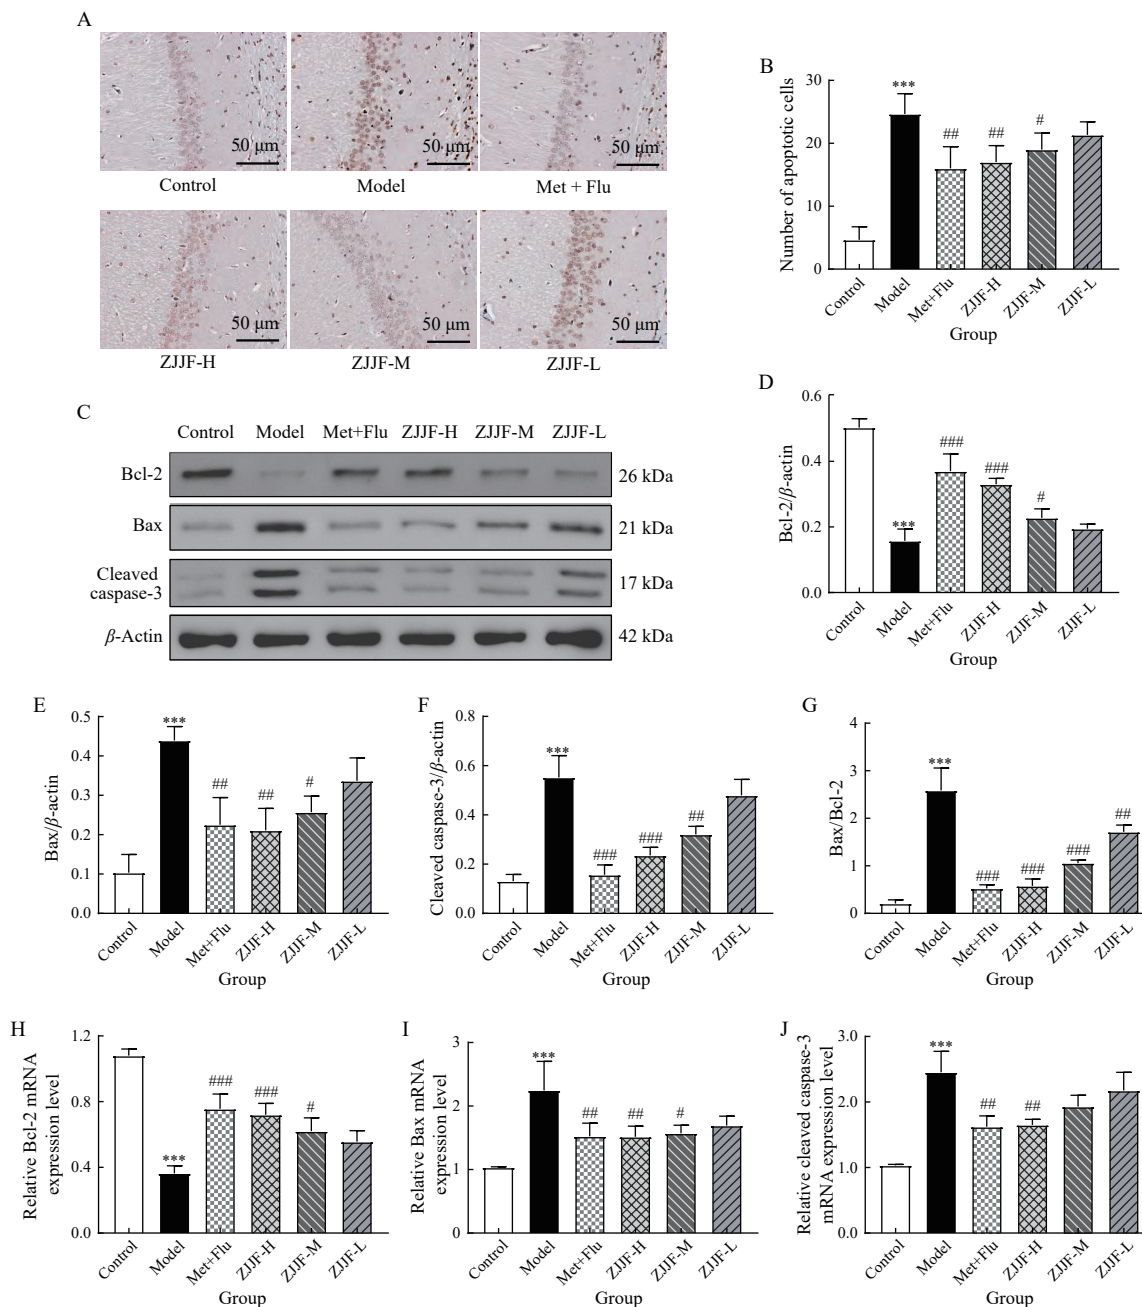 A
50 μm
50 μm
50 μm
Control
Model
Met + Flu
50 μm
50 μm
50 μm
ZJJF-H
ZJJF-M
ZJJF-L
B
Number of apoptotic cells
30
20
10
0
***
##
##
#
Control
Model
Met+Flu
ZJJF-H
ZJJF-M
ZJJF-L
Group
C
Control
Model
Met+Flu
ZJJF-H
ZJJF-M
ZJJF-L
Bcl-2
26 kDa
Bax
21 kDa
Cleaved
caspase-3
17 kDa
β-Actin
42 kDa
D
Bcl-2/β-actin
0.6
0.4
0.2
0.0
***
###
###
#
Control
Model
Met+Flu
ZJJF-H
ZJJF-M
ZJJF-L
Group
E
Bax/β-actin
0.5
0.4
0.3
0.2
0.1
0.0
***
##
##
#
Control
Model
Met+Flu
ZJJF-H
ZJJF-M
ZJJF-L
Group
F
Cleaved caspase-3/β-actin
0.8
0.6
0.4
0.2
0.0
***
###
###
##
Control
Model
Met+Flu
ZJJF-H
ZJJF-M
ZJJF-L
Group
G
Bax/Bcl-2
4
3
2
1
0
***
###
###
###
##
Control
Model
Met+Flu
ZJJF-H
ZJJF-M
ZJJF-L
Group
H
Relative Bcl-2 mRNA
expression level
1.2
0.8
0.4
0.0
***
###
###
#
Control
Model
Met+Flu
ZJJF-H
ZJJF-M
ZJJF-L
Group
I
Relative Bax mRNA
expression level
3
2
1
0
***
##
##
#
Control
Model
Met+Flu
ZJJF-H
ZJJF-M
ZJJF-L
Group
J
Relative cleaved caspase-3
mRNA expression level
3.0
2.0
1.0
0.0
***
##
##
Control
Model
Met+Flu
ZJJF-H
ZJJF-M
ZJJF-L
Group